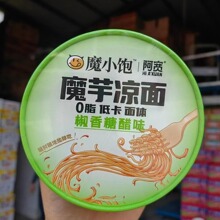 魔小饱 阿宽
魔芋凉面
0脂 低卡 面体
椒香糖醋味